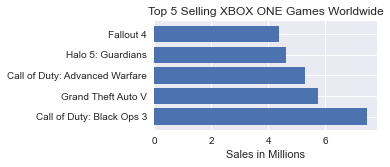 Top 5 Selling XBOX ONE Games Worldwide
Fallout 4
Halo 5: Guardians
Call of Duty: Advanced Warfare
Grand Theft Auto V
Call of Duty: Black Ops 3
0 2 4 6
Sales in Millions